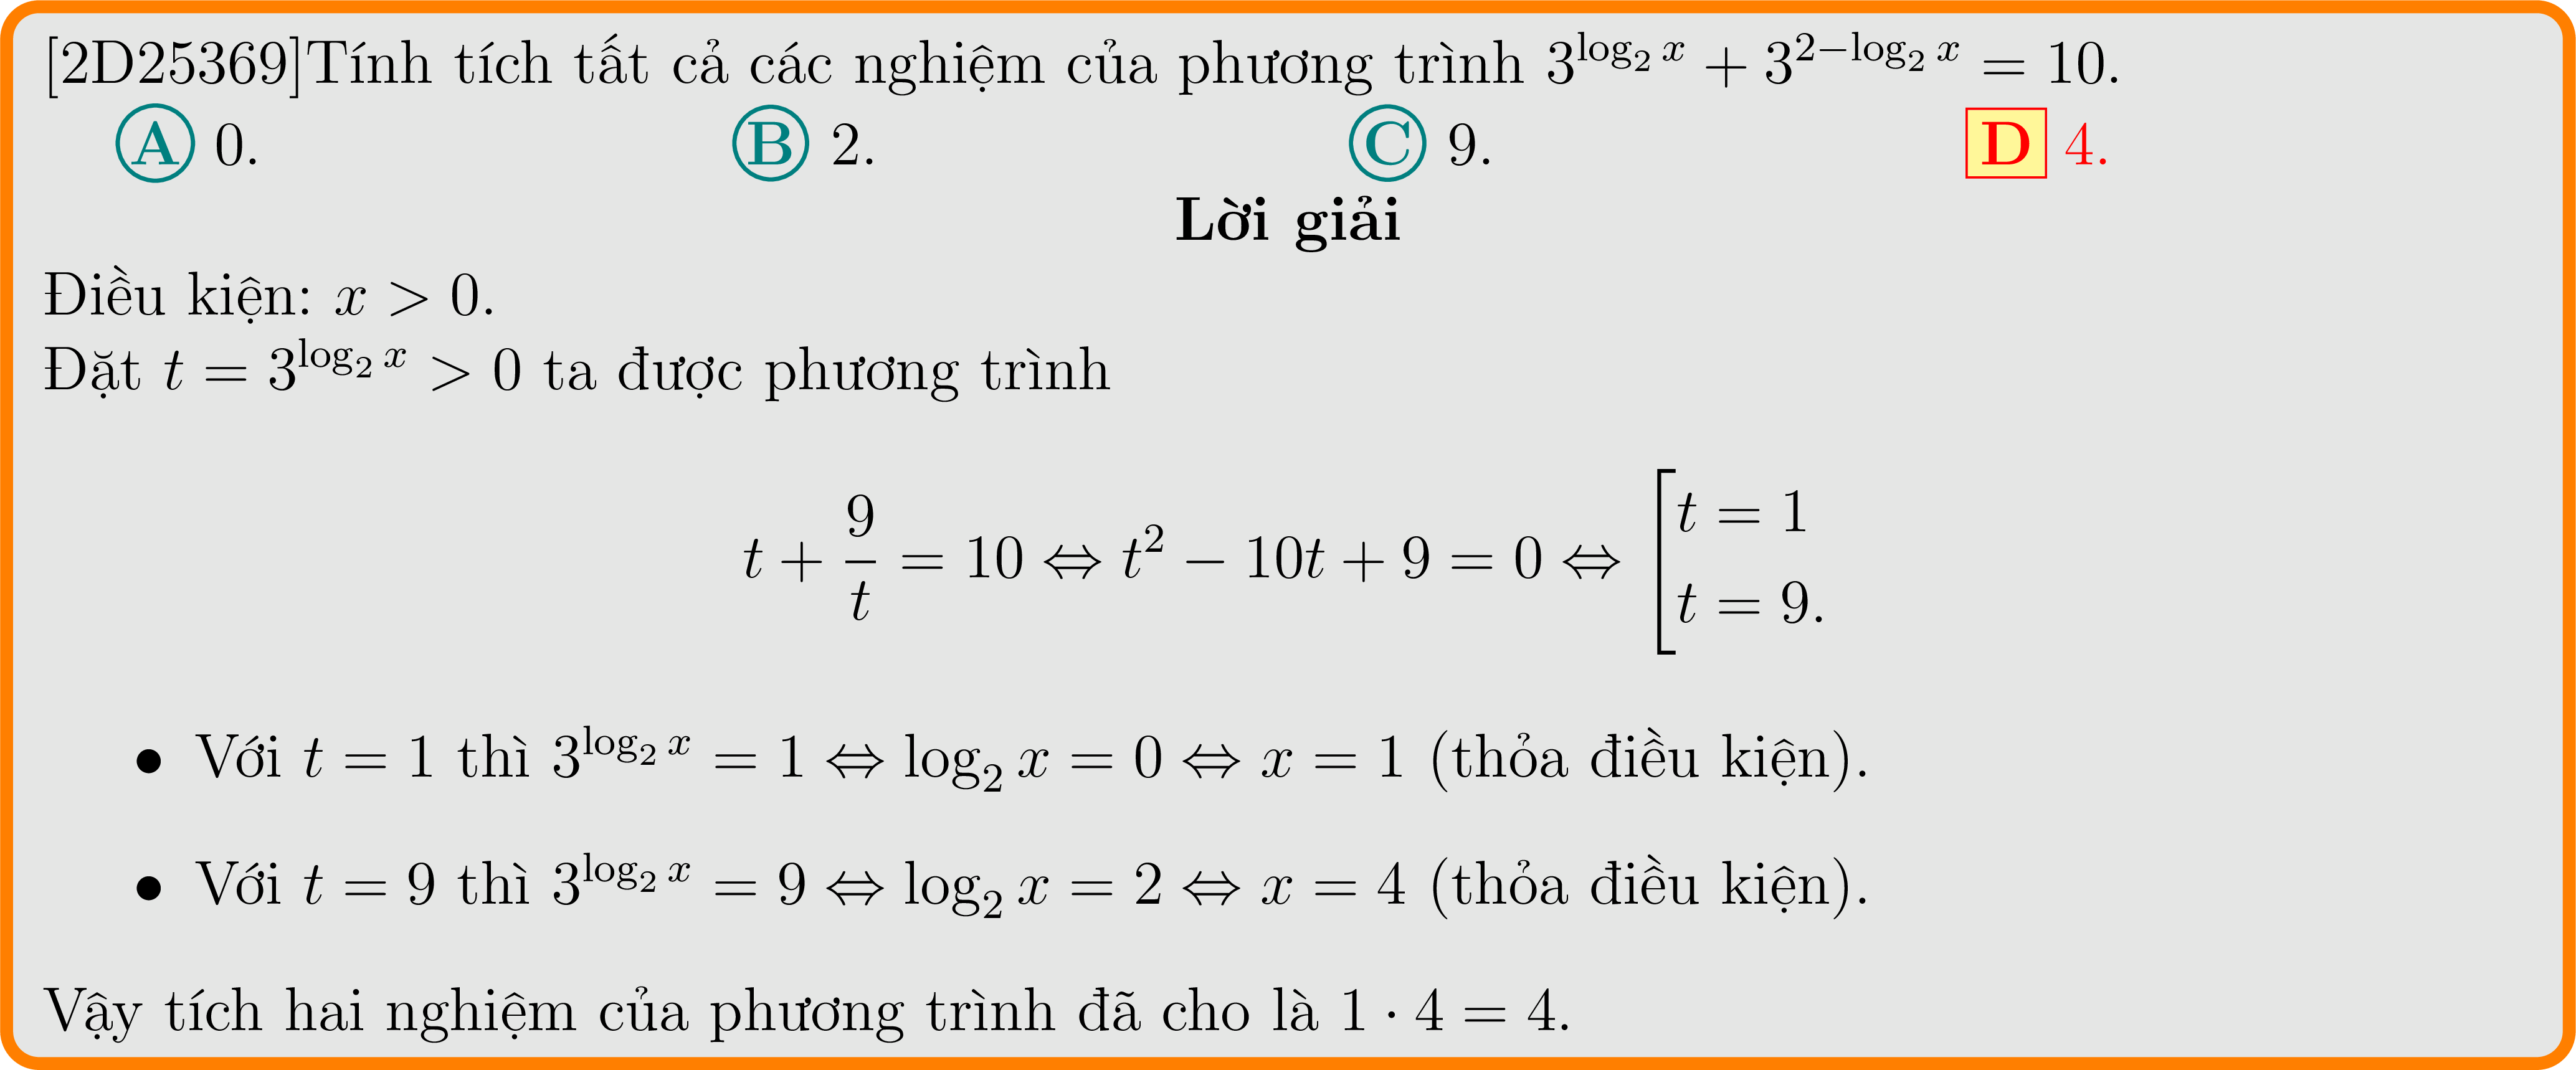 [2D25369]Tính tích tất cả các nghiệm của phương trình $3^{\log_2 x} + 3^{2-\log_2 x} = 10$.
A 0. B 2. C 9. D 4.
Lời giải
Điều kiện: $x > 0$.
Đặt $t = 3^{\log_2 x} > 0$ ta được phương trình
$t + \dfrac{9}{t} = 10 \Leftrightarrow t^2 - 10t + 9 = 0 \Leftrightarrow \left[\begin{array}{l} t = 1 \\ t = 9. \end{array}\right.$
• Với $t = 1$ thì $3^{\log_2 x} = 1 \Leftrightarrow \log_2 x = 0 \Leftrightarrow x = 1$ (thỏa điều kiện).
• Với $t = 9$ thì $3^{\log_2 x} = 9 \Leftrightarrow \log_2 x = 2 \Leftrightarrow x = 4$ (thỏa điều kiện).
Vậy tích hai nghiệm của phương trình đã cho là $1 \cdot 4 = 4$.